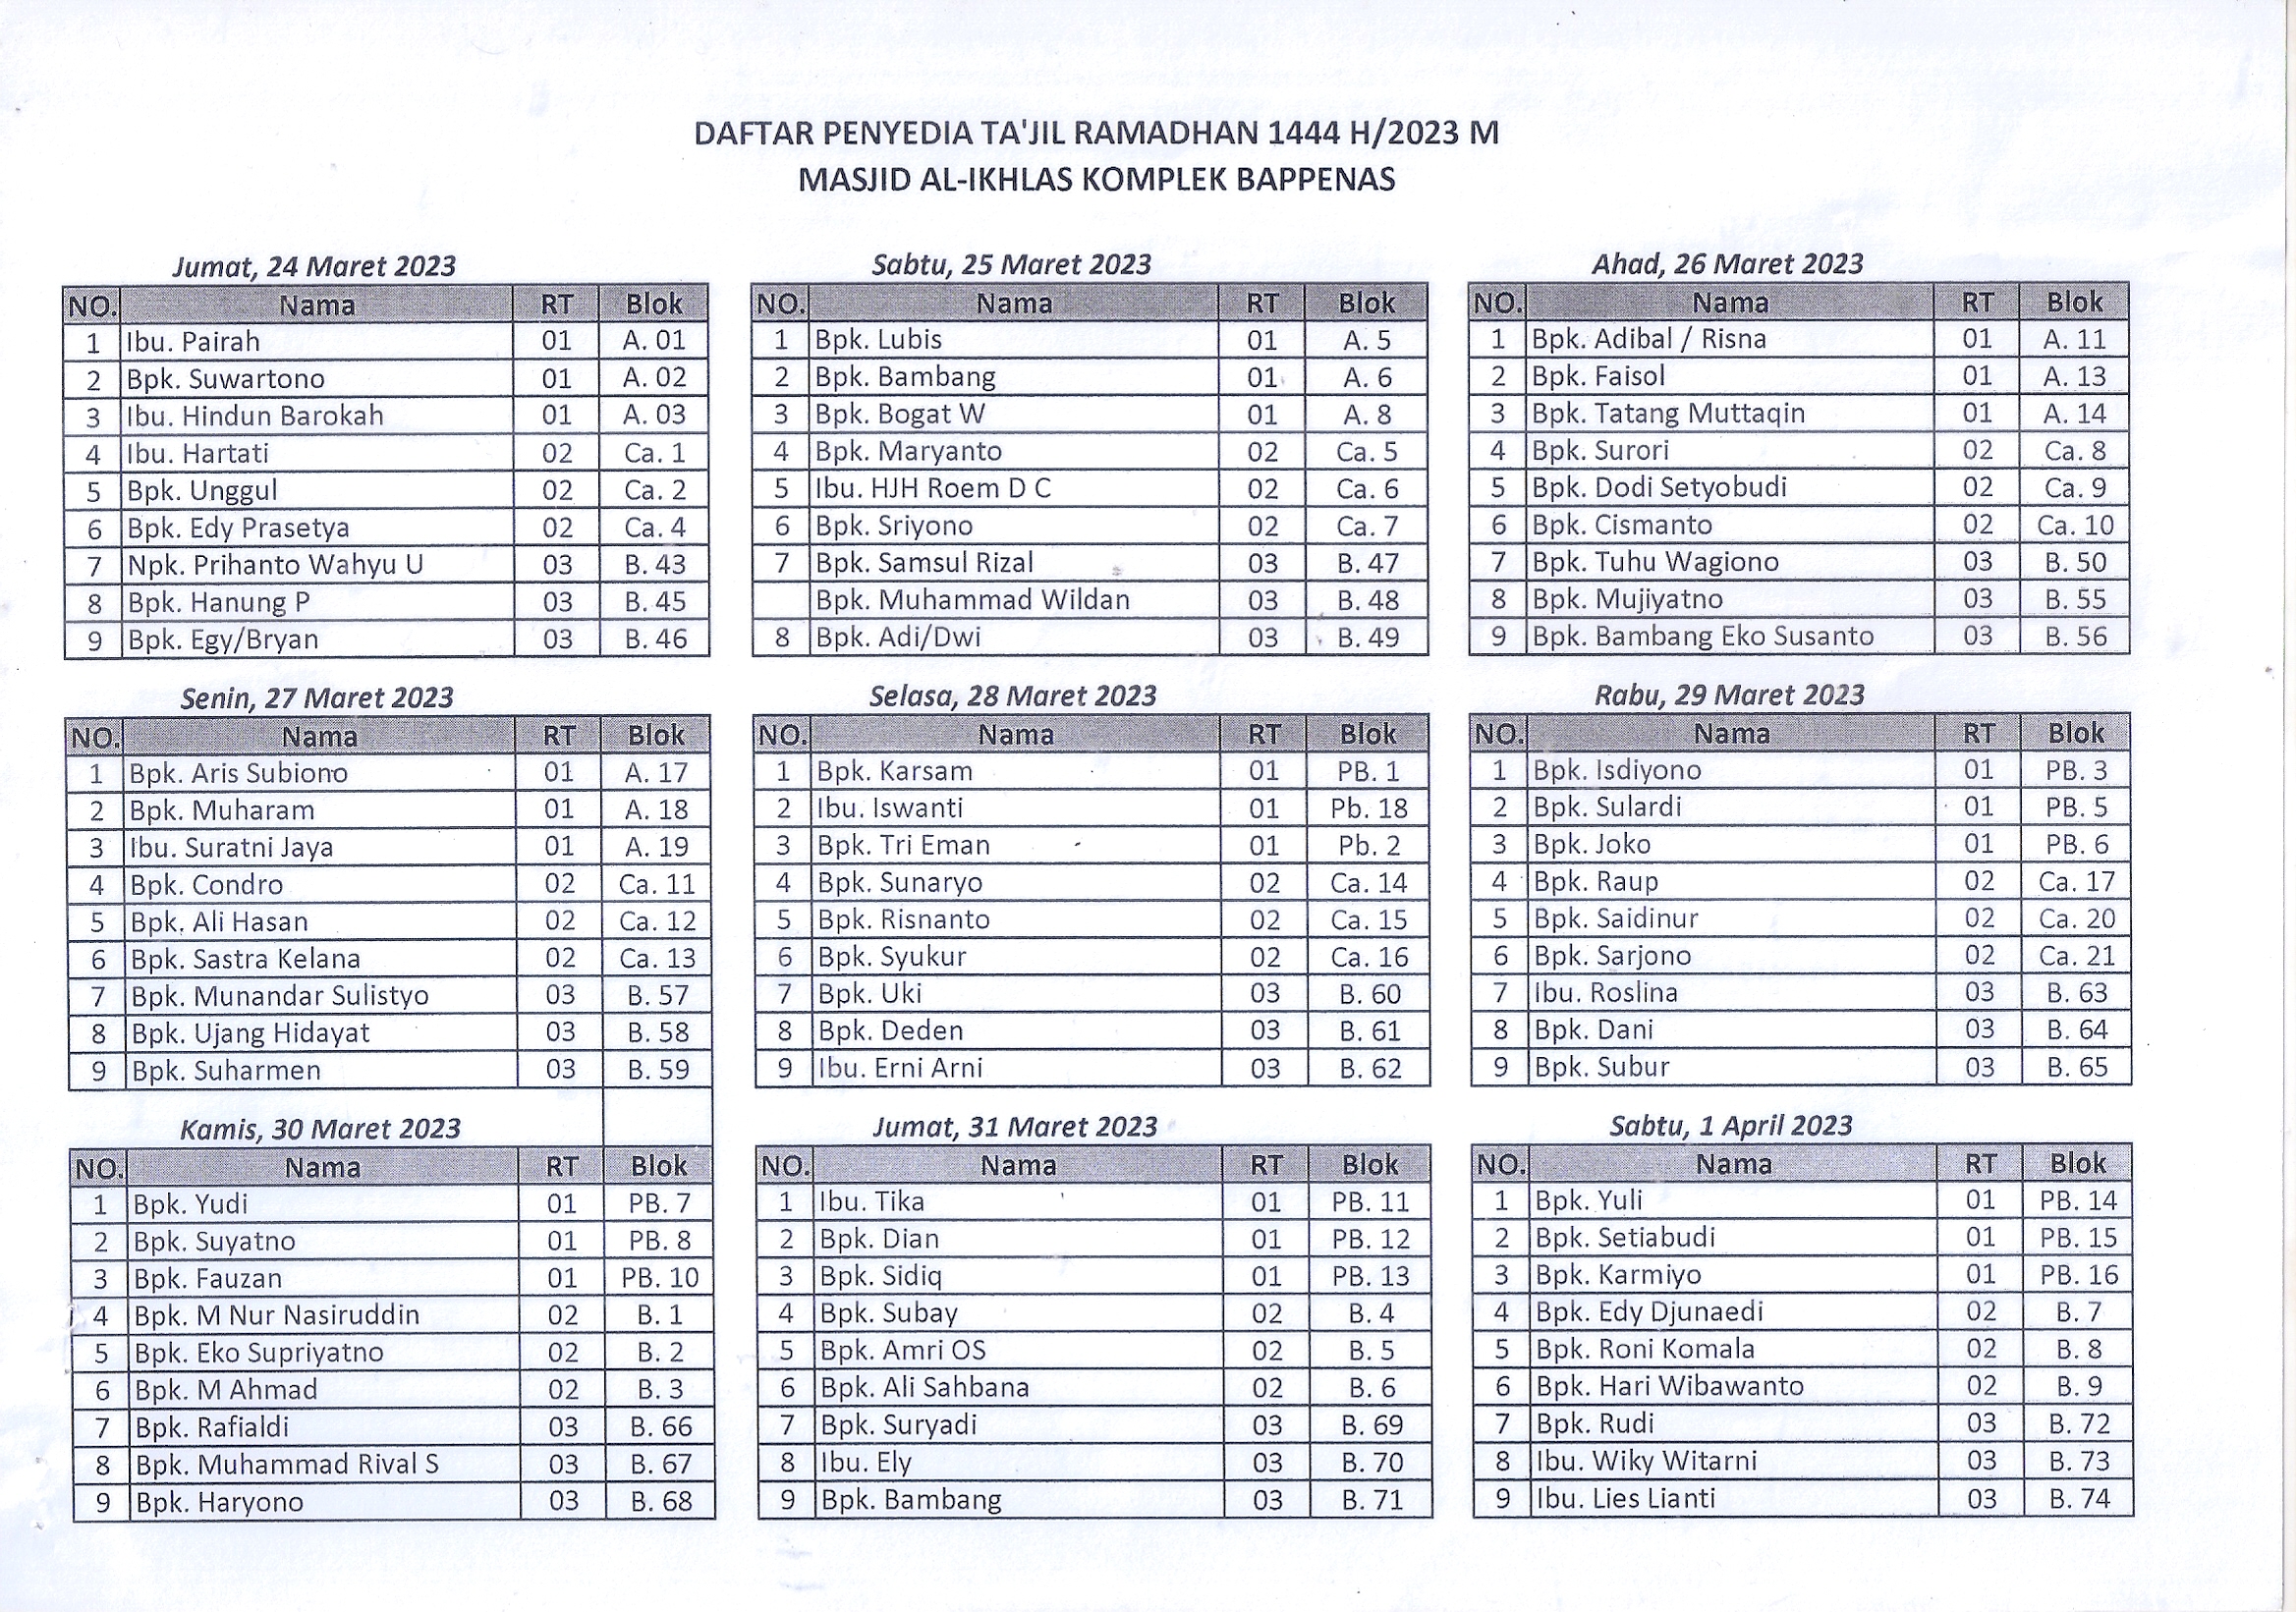 DAFTAR PENYEDIA TA'JIL RAMADHAN 1444 H/2023 M
MASJID AL-IKHLAS KOMPLEK BAPPENAS
Jumat, 24 Maret 2023
NO. Nama RT Blok
1 Ibu. Pairah 01 A. 01
2 Bpk. Suwartono 01 A. 02
3 Ibu. Hindun Barokah 01 A. 03
4 Ibu. Hartati 02 Ca. 1
5 Bpk. Unggul 02 Ca. 2
6 Bpk. Edy Prasetya 02 Ca. 4
7 Npk. Prihanto Wahyu U 03 B. 43
8 Bpk. Hanung P 03 B. 45
9 Bpk. Egy/Bryan 03 B. 46
Sabtu, 25 Maret 2023
NO. Nama RT Blok
1 Bpk. Lubis 01 A. 5
2 Bpk. Bambang 01 A. 6
3 Bpk. Bogat W 01 A. 8
4 Bpk. Maryanto 02 Ca. 5
5 Ibu. HJH Roem D C 02 Ca. 6
6 Bpk. Sriyono 02 Ca. 7
7 Bpk. Samsul Rizal 03 B. 47
Bpk. Muhammad Wildan 03 B. 48
8 Bpk. Adi/Dwi 03 B. 49
Ahad, 26 Maret 2023
NO. Nama RT Blok
1 Bpk. Adibal / Risna 01 A. 11
2 Bpk. Faisol 01 A. 13
3 Bpk. Tatang Muttaqin 01 A. 14
4 Bpk. Surori 02 Ca. 8
5 Bpk. Dodi Setyobudi 02 Ca. 9
6 Bpk. Cismanto 02 Ca. 10
7 Bpk. Tuhu Wagiono 03 B. 50
8 Bpk. Mujiyatno 03 B. 55
9 Bpk. Bambang Eko Susanto 03 B. 56
Senin, 27 Maret 2023
NO. Nama RT Blok
1 Bpk. Aris Subiono 01 A. 17
2 Bpk. Muharam 01 A. 18
3 Ibu. Suratni Jaya 01 A. 19
4 Bpk. Condro 02 Ca. 11
5 Bpk. Ali Hasan 02 Ca. 12
6 Bpk. Sastra Kelana 02 Ca. 13
7 Bpk. Munandar Sulistyo 03 B. 57
8 Bpk. Ujang Hidayat 03 B. 58
9 Bpk. Suharmen 03 B. 59
Selasa, 28 Maret 2023
NO. Nama RT Blok
1 Bpk. Karsam 01 PB. 1
2 Ibu. Iswanti 01 Pb. 18
3 Bpk. Tri Eman 01 Pb. 2
4 Bpk. Sunaryo 02 Ca. 14
5 Bpk. Risnanto 02 Ca. 15
6 Bpk. Syukur 02 Ca. 16
7 Bpk. Uki 03 B. 60
8 Bpk. Deden 03 B. 61
9 Ibu. Erni Arni 03 B. 62
Rabu, 29 Maret 2023
NO. Nama RT Blok
1 Bpk. Isdiyono 01 PB. 3
2 Bpk. Sulardi 01 PB. 5
3 Bpk. Joko 01 PB. 6
4 Bpk. Raup 02 Ca. 17
5 Bpk. Saidinur 02 Ca. 20
6 Bpk. Sarjono 02 Ca. 21
7 Ibu. Roslina 03 B. 63
8 Bpk. Dani 03 B. 64
9 Bpk. Subur 03 B. 65
Kamis, 30 Maret 2023
NO. Nama RT Blok
1 Bpk. Yudi 01 PB. 7
2 Bpk. Suyatno 01 PB. 8
3 Bpk. Fauzan 01 PB. 10
4 Bpk. M Nur Nasiruddin 02 B. 1
5 Bpk. Eko Supriyatno 02 B. 2
6 Bpk. M Ahmad 02 B. 3
7 Bpk. Rafialdi 03 B. 66
8 Bpk. Muhammad Rival S 03 B. 67
9 Bpk. Haryono 03 B. 68
Jumat, 31 Maret 2023
NO. Nama RT Blok
1 Ibu. Tika 01 PB. 11
2 Bpk. Dian 01 PB. 12
3 Bpk. Sidiq 01 PB. 13
4 Bpk. Subay 02 B. 4
5 Bpk. Amri OS 02 B. 5
6 Bpk. Ali Sahbana 02 B. 6
7 Bpk. Suryadi 03 B. 69
8 Ibu. Ely 03 B. 70
9 Bpk. Bambang 03 B. 71
Sabtu, 1 April 2023
NO. Nama RT Blok
1 Bpk. Yuli 01 PB. 14
2 Bpk. Setiabudi 01 PB. 15
3 Bpk. Karmiyo 01 PB. 16
4 Bpk. Edy Djunaedi 02 B. 7
5 Bpk. Roni Komala 02 B. 8
6 Bpk. Hari Wibawanto 02 B. 9
7 Bpk. Rudi 03 B. 72
8 Ibu. Wiky Witarni 03 B. 73
9 Ibu. Lies Lianti 03 B. 74